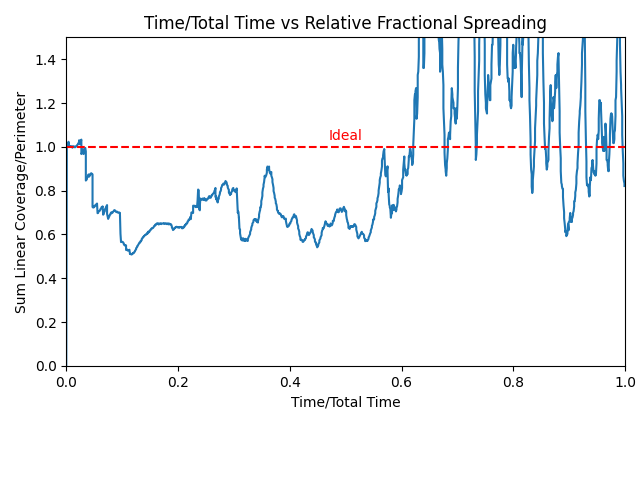 Time/Total Time vs Relative Fractional Spreading
Sum Linear Coverage/Perimeter
1.4
1.2
1.0
0.8
0.6
0.4
0.2
0.0
Ideal
0.0 0.2 0.4 0.6 0.8 1.0
Time/Total Time